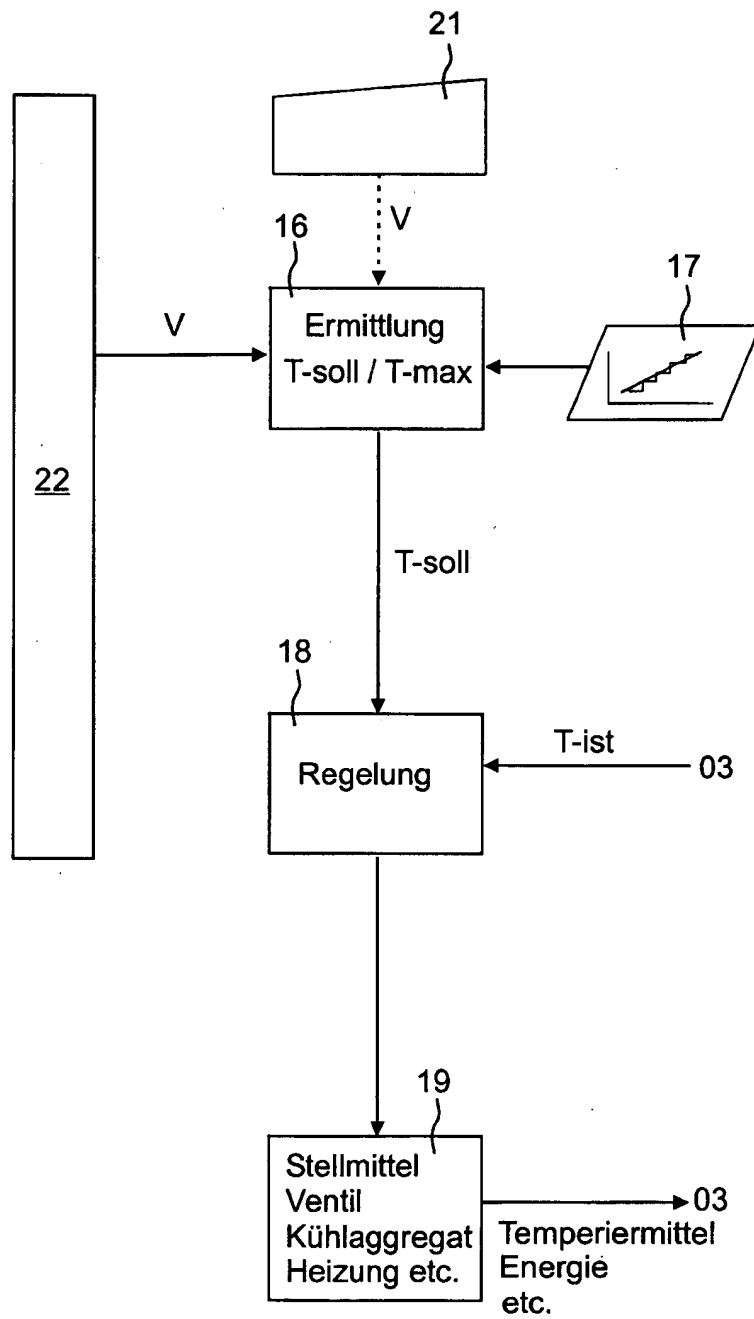 21
V
16
17
Ermittlung
T-soll / T-max
V
22
T-soll
18
Regelung
T-ist
03
19
Stellmittel
Ventil
Kühlaggregat
Heizung etc.
03
Temperiermittel
Energie
etc.